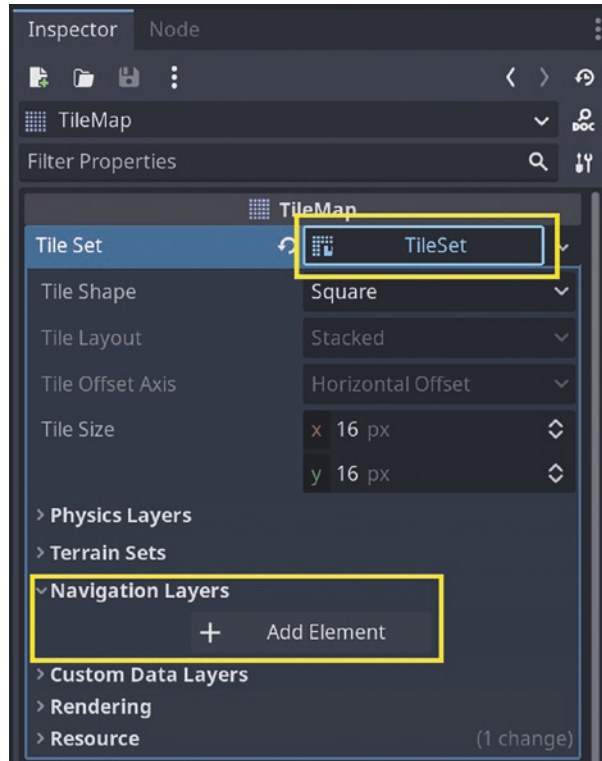 Inspector Node
TileMap
DOC
Filter Properties
TileMap
Tile Set TileSet
Tile Shape Square
Tile Layout Stacked
Tile Offset Axis Horizontal Offset
Tile Size x 16 px
y 16 px
> Physics Layers
> Terrain Sets
Navigation Layers
+ Add Element
> Custom Data Layers
> Rendering
> Resource (1 change)